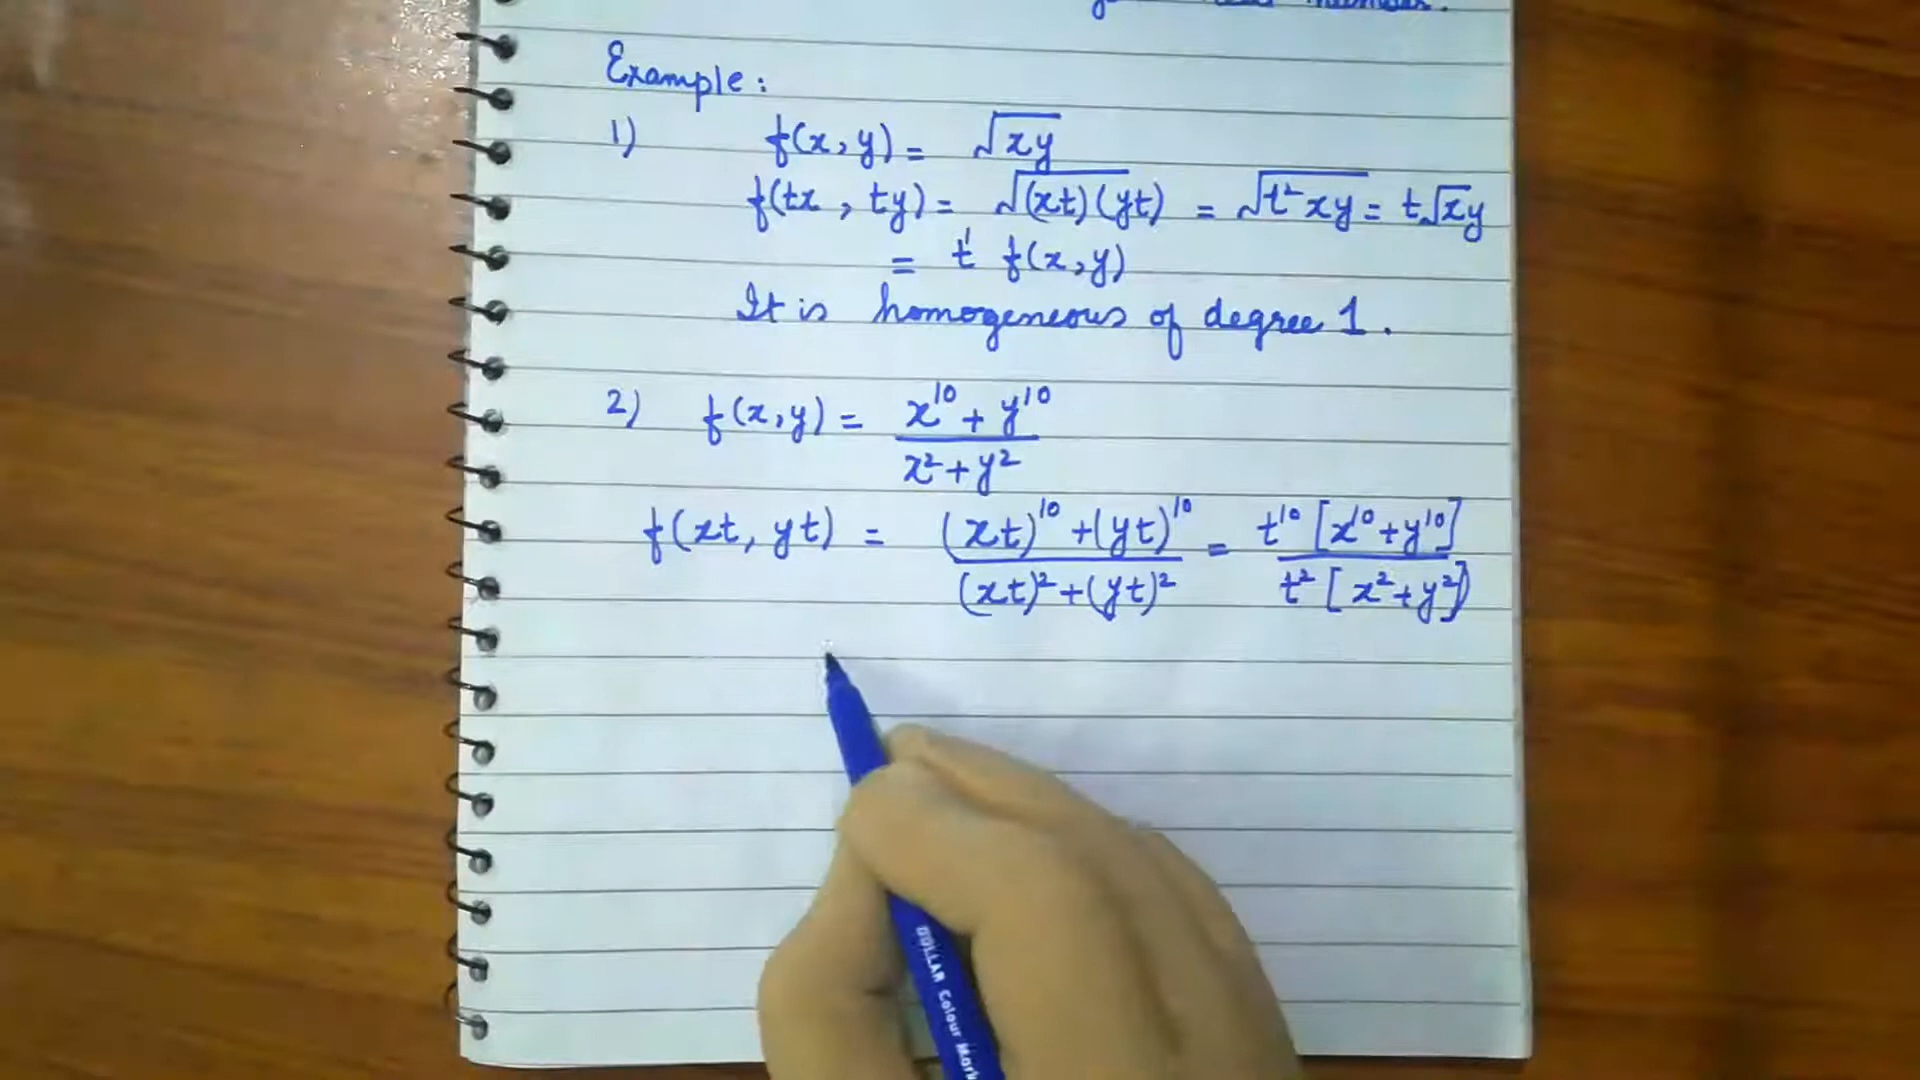 Example:
1) f(x,y) = √xy
f(tx, ty) = √(xt)(yt) = √t²xy = t√xy
= t¹ f(x,y)
It is homogeneous of degree 1.
2) f(x,y) = x¹⁰ + y¹⁰ / x² + y²
f(xt, yt) = (xt)¹⁰ + (yt)¹⁰ / (xt)² + (yt)² = t¹⁰ [x¹⁰ + y¹⁰] / t² [x² + y²]
DOLLAR Colour Mark